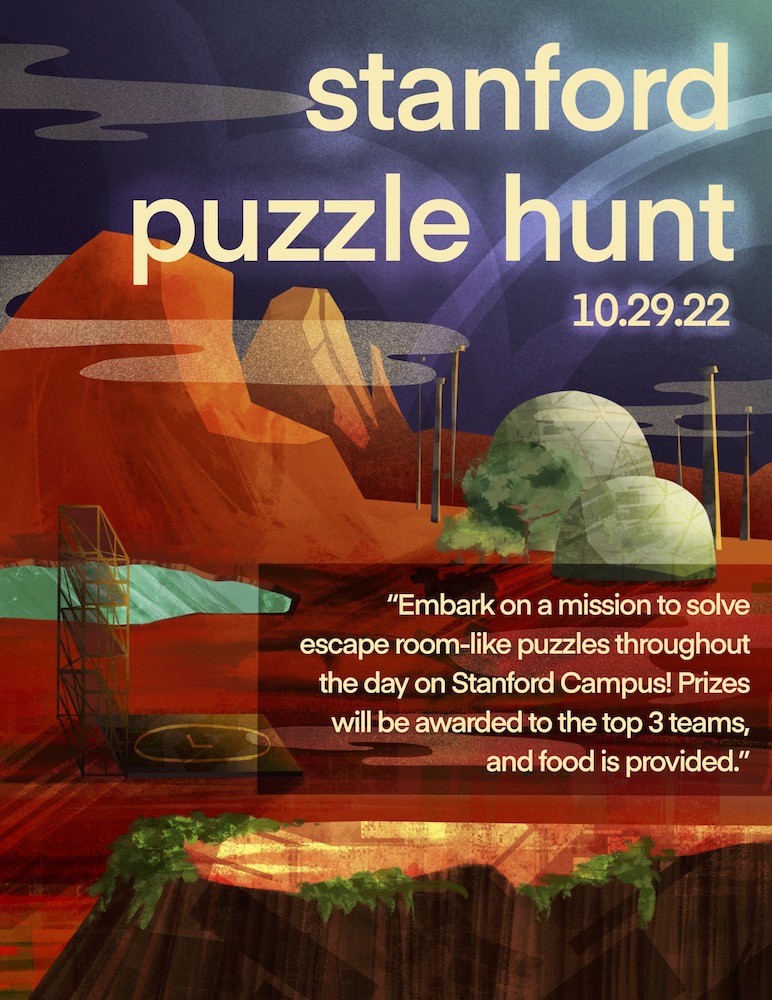 stanford
puzzle hunt
10.29.22
“Embark on a mission to solve
escape room-like puzzles throughout
the day on Stanford Campus! Prizes
will be awarded to the top 3 teams,
and food is provided.”